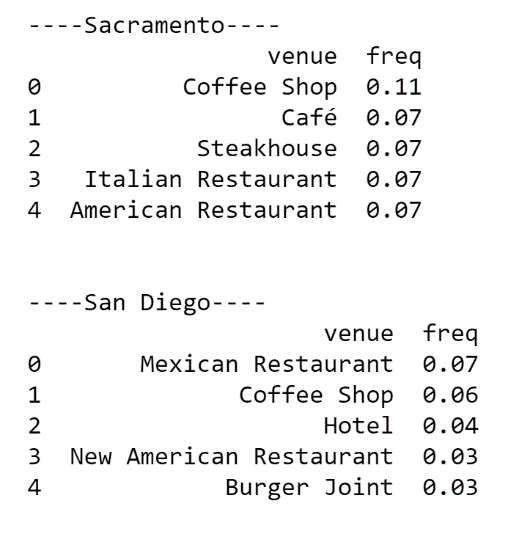 ----Sacramento----
venue freq
0 Coffee Shop 0.11
1 Café 0.07
2 Steakhouse 0.07
3 Italian Restaurant 0.07
4 American Restaurant 0.07
----San Diego----
venue freq
0 Mexican Restaurant 0.07
1 Coffee Shop 0.06
2 Hotel 0.04
3 New American Restaurant 0.03
4 Burger Joint 0.03